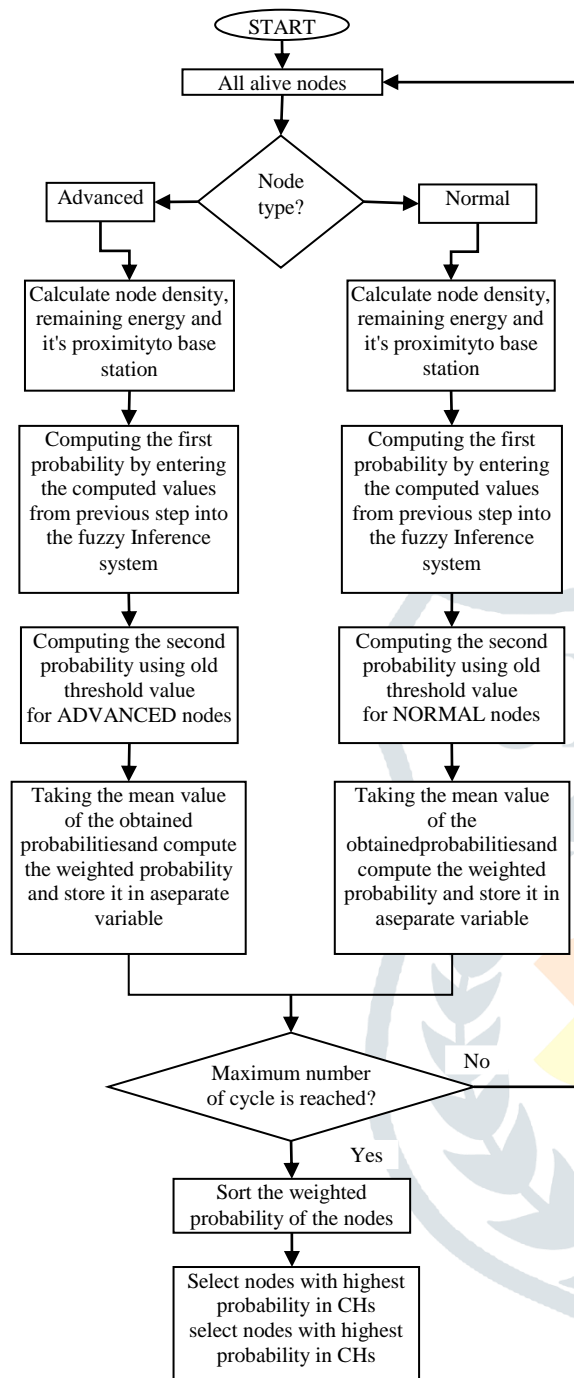 START
All alive nodes
Node
type?
Advanced
Normal
Calculate node density,
remaining energy and
it's proximityto base
station
Calculate node density,
remaining energy and
it's proximityto base
station
Computing the first
probability by entering
the computed values
from previous step into
the fuzzy Inference
system
Computing the first
probability by entering
the computed values
from previous step into
the fuzzy Inference
system
Computing the second
probability using old
threshold value
for ADVANCED nodes
Computing the second
probability using old
threshold value
for NORMAL nodes
Taking the mean value
of the obtained
probabilitiesand compute
the weighted probability
and store it in aseparate
variable
Taking the mean value
of the
obtainedprobabilitiesand
compute the weighted
probability and store it in
aseparate variable
Maximum number
of cycle is reached?
No
Yes
Sort the weighted
probability of the nodes
Select nodes with highest
probability in CHs
select nodes with highest
probability in CHs